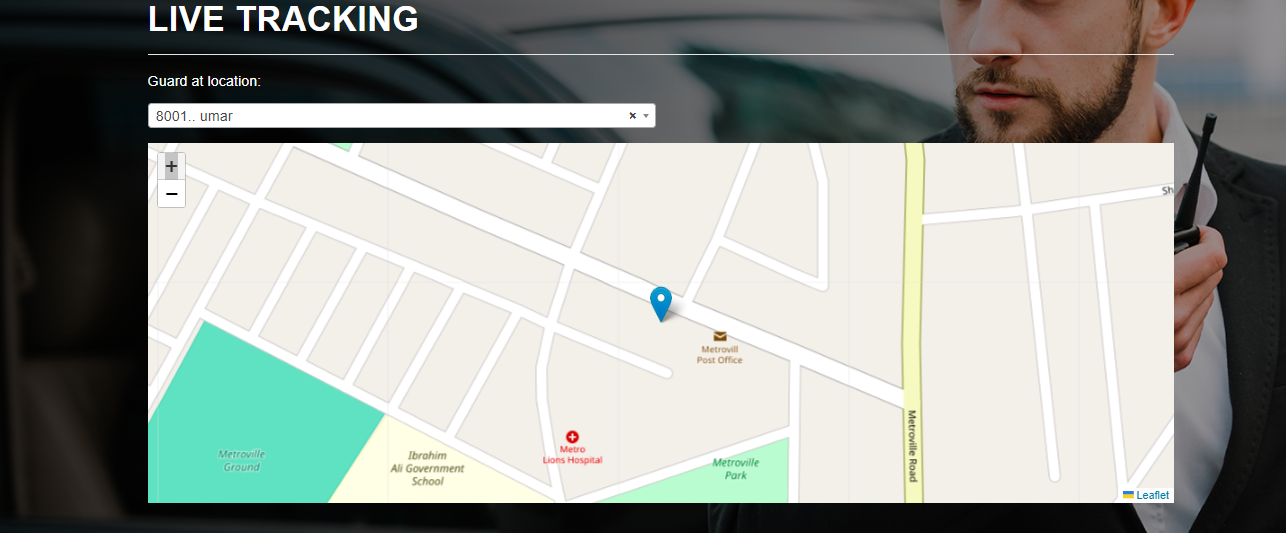 LIVE TRACKING
Guard at location:
8001.. umar
×
+
−
Sh
Metrovill
Post Office
Metroville
Ground
Ibrahim
Ali Government
School
Metro
Lions Hospital
Metroville
Park
Metroville Road
Leaflet